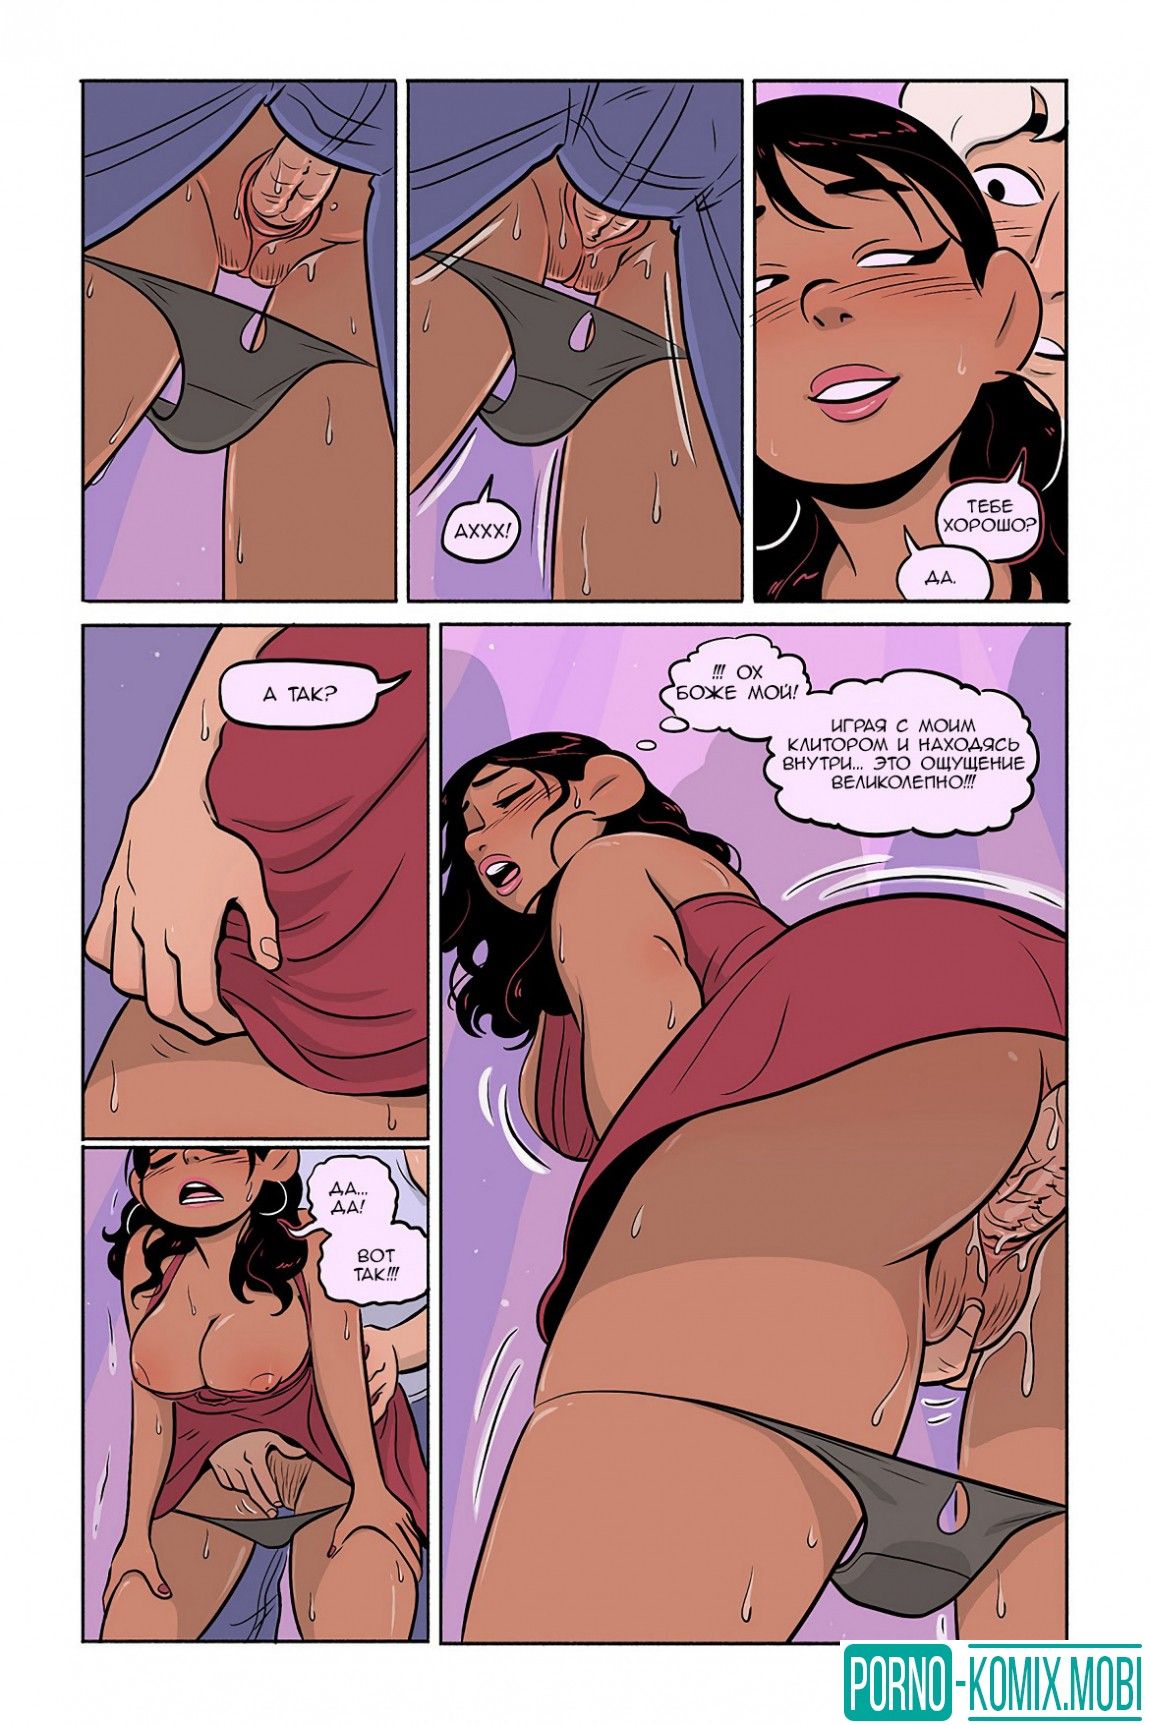 АХХХ!
ТЕБЕ
ХОРОШО?
ДА.
А ТАК?
!!! ОХ
БОЖЕ МОЙ!
ИГРАЯ С МОИМ
КЛИТОРОМ И НАХОДЯСЬ
ВНУТРИ... ЭТО ОЩУЩЕНИЕ
ВЕЛИКОЛЕПНО!!!
ДА...
ДА!
ВОТ
ТАК!!!
PORNO-KOMIX.MOBI